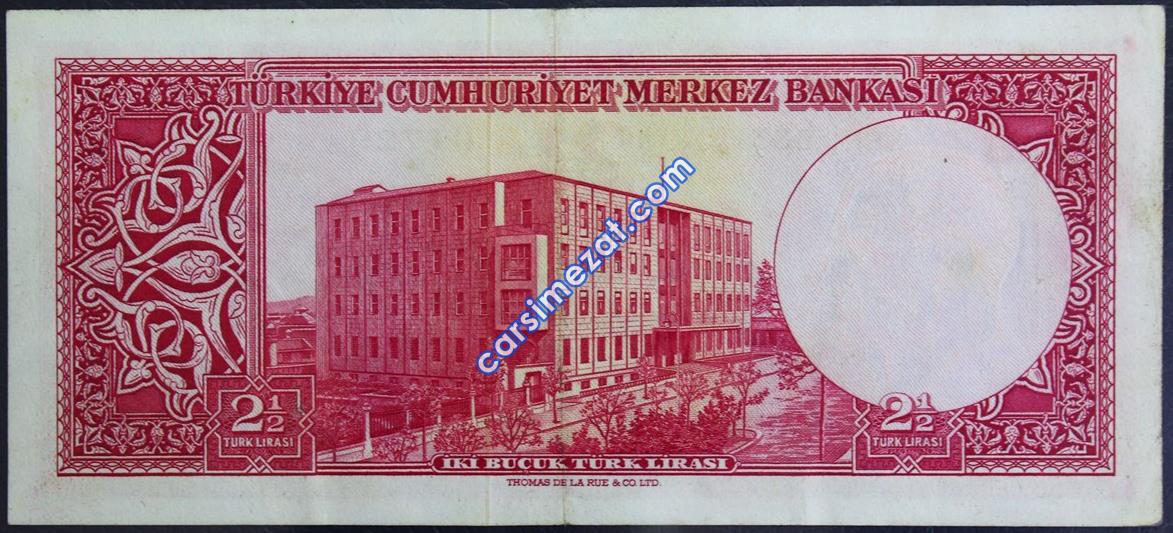 TÜRKİYE CUMHURİYET MERKEZ BANKASI
carsimezat.com
2½
TÜRK LİRASI
2½
TÜRK LİRASI
İKİ BUÇUK TÜRK LİRASI
THOMAS DE LA RUE & CO. LTD.